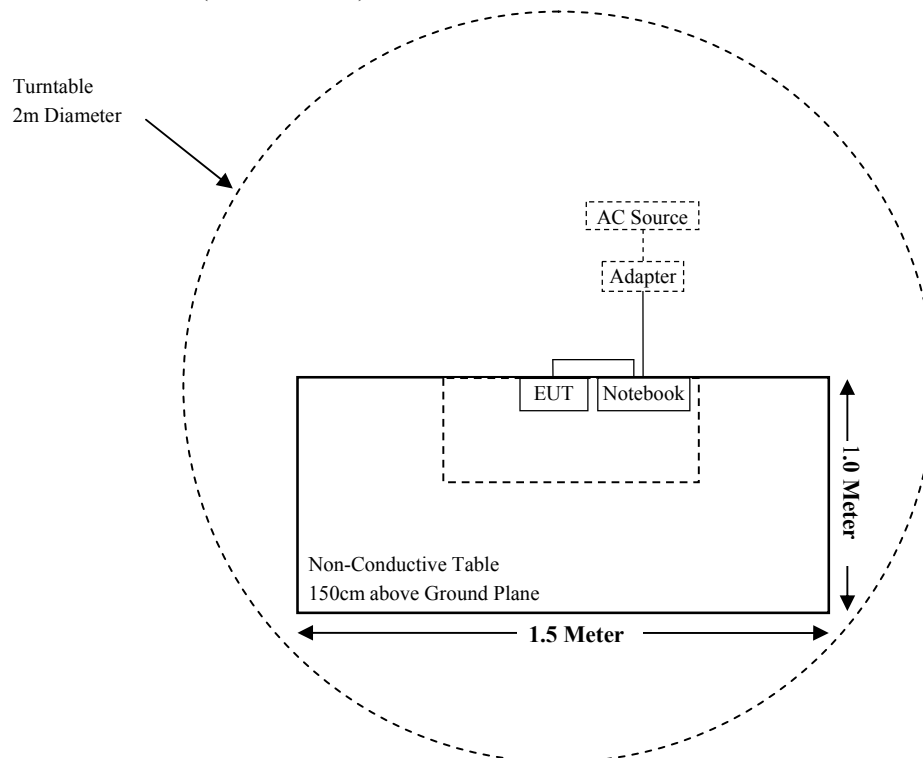 Turntable
2m Diameter
AC Source
Adapter
EUT
Notebook
1.0 Meter
Non-Conductive Table
150cm above Ground Plane
1.5 Meter